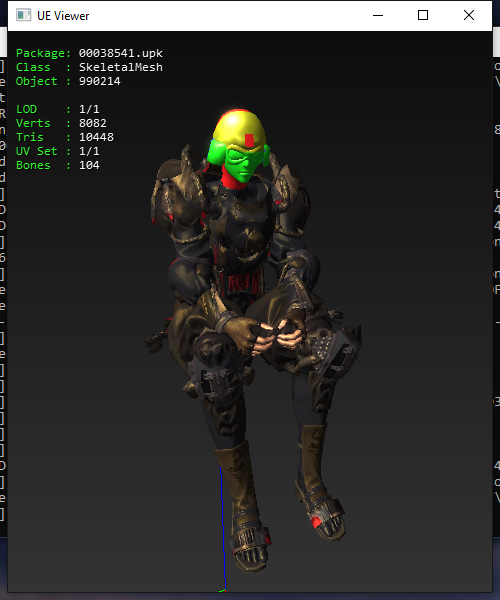 UE Viewer
Package: 00038541.upk
Class  : SkeletalMesh
Object : 990214
LOD    : 1/1
Verts  : 8082
Tris   : 10448
UV Set : 1/1
Bones  : 104